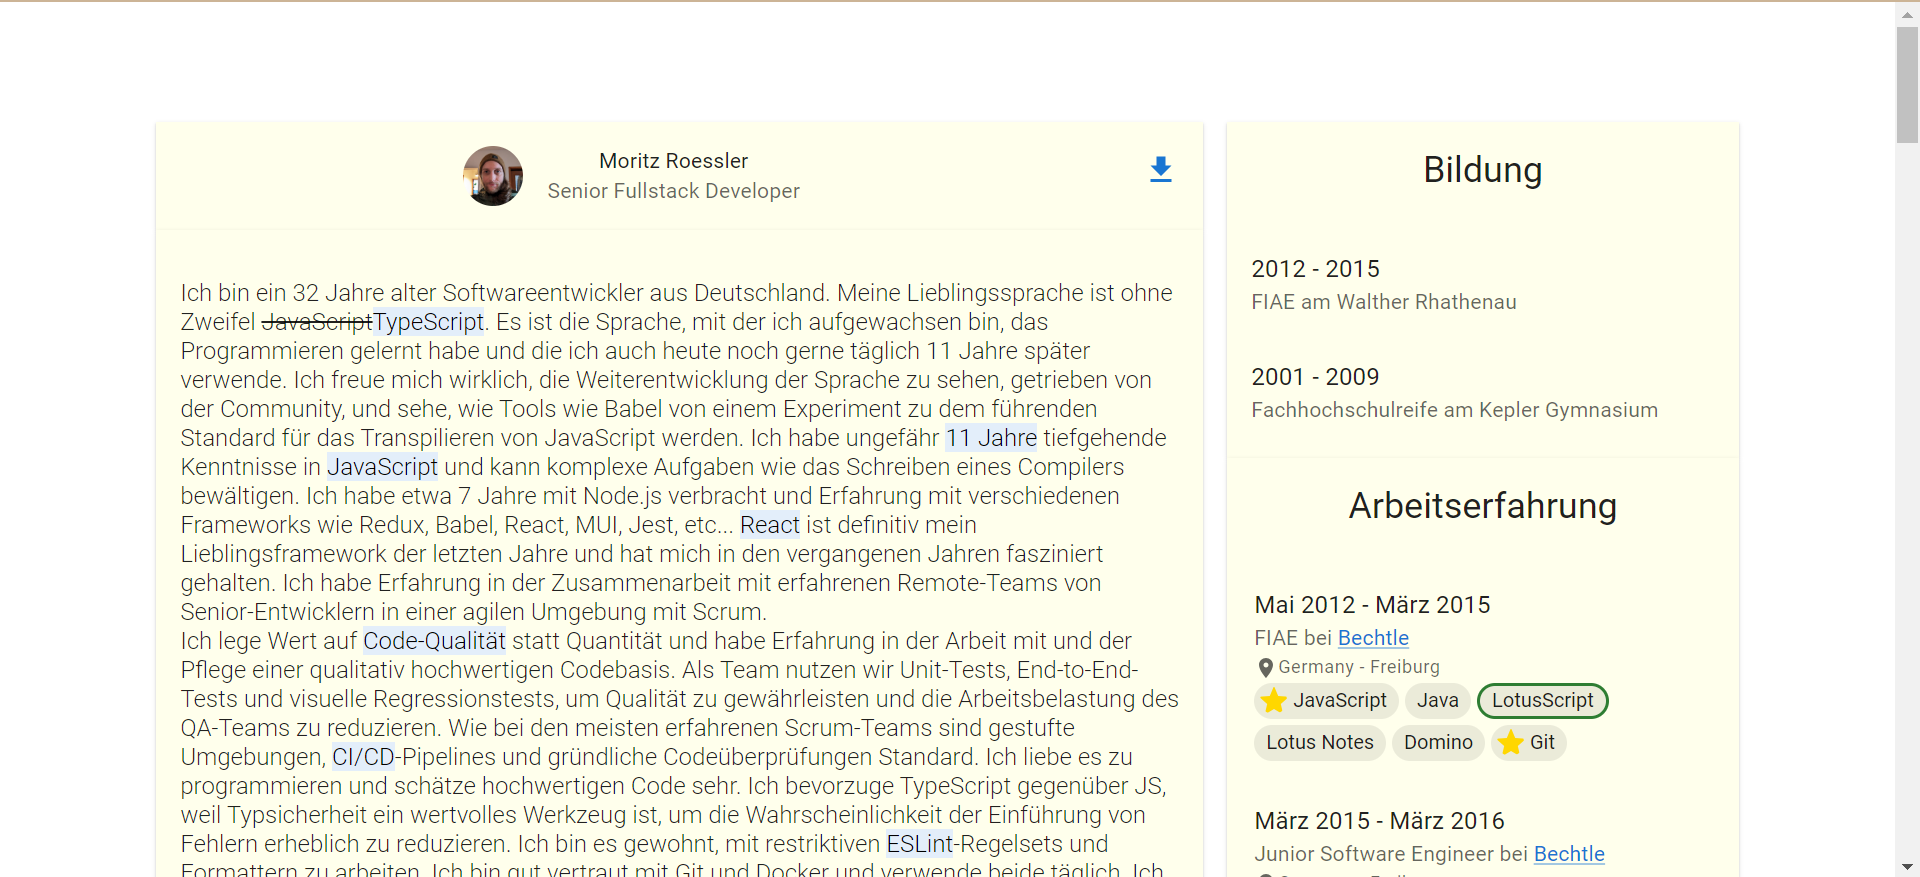 Moritz Roessler
Senior Fullstack Developer
Ich bin ein 32 Jahre alter Softwareentwickler aus Deutschland. Meine Lieblingssprache ist ohne
Zweifel JavaScriptTypeScript. Es ist die Sprache, mit der ich aufgewachsen bin, das
Programmieren gelernt habe und die ich auch heute noch gerne täglich 11 Jahre später
verwende. Ich freue mich wirklich, die Weiterentwicklung der Sprache zu sehen, getrieben von
der Community, und sehe, wie Tools wie Babel von einem Experiment zu dem führenden
Standard für das Transpilieren von JavaScript werden. Ich habe ungefähr 11 Jahre tiefgehende
Kenntnisse in JavaScript und kann komplexe Aufgaben wie das Schreiben eines Compilers
bewältigen. Ich habe etwa 7 Jahre mit Node.js verbracht und Erfahrung mit verschiedenen
Frameworks wie Redux, Babel, React, MUI, Jest, etc... React ist definitiv mein
Lieblingsframework der letzten Jahre und hat mich in den vergangenen Jahren fasziniert
gehalten. Ich habe Erfahrung in der Zusammenarbeit mit erfahrenen Remote-Teams von
Senior-Entwicklern in einer agilen Umgebung mit Scrum.
Ich lege Wert auf Code-Qualität statt Quantität und habe Erfahrung in der Arbeit mit und der
Pflege einer qualitativ hochwertigen Codebasis. Als Team nutzen wir Unit-Tests, End-to-End-
Tests und visuelle Regressionstests, um Qualität zu gewährleisten und die Arbeitsbelastung des
QA-Teams zu reduzieren. Wie bei den meisten erfahrenen Scrum-Teams sind gestufte
Umgebungen, CI/CD-Pipelines und gründliche Codeüberprüfungen Standard. Ich liebe es zu
programmieren und schätze hochwertigen Code sehr. Ich bevorzuge TypeScript gegenüber JS,
weil Typsicherheit ein wertvolles Werkzeug ist, um die Wahrscheinlichkeit der Einführung von
Fehlern erheblich zu reduzieren. Ich bin es gewohnt, mit restriktiven ESLint-Regelsets und
Formattern zu arbeiten. Ich bin gut vertraut mit Git und Docker und verwende beide täglich. Ich
Bildung
2012 - 2015
FIAE am Walther Rhathenau
2001 - 2009
Fachhochschulreife am Kepler Gymnasium
Arbeitserfahrung
Mai 2012 - März 2015
FIAE bei Bechtle
Germany - Freiburg
JavaScript Java LotusScript
Lotus Notes Domino Git
März 2015 - März 2016
Junior Software Engineer bei Bechtle